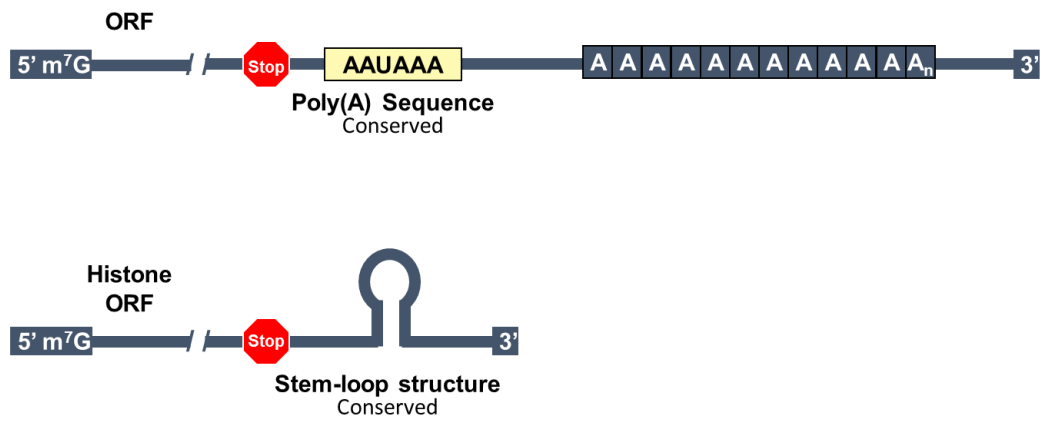 ORF
5' m⁷G Stop AAUAAA A A A A A A A A A A A Aₙ 3'
Poly(A) Sequence
Conserved
Histone
ORF
5' m⁷G Stop 3'
Stem-loop structure
Conserved